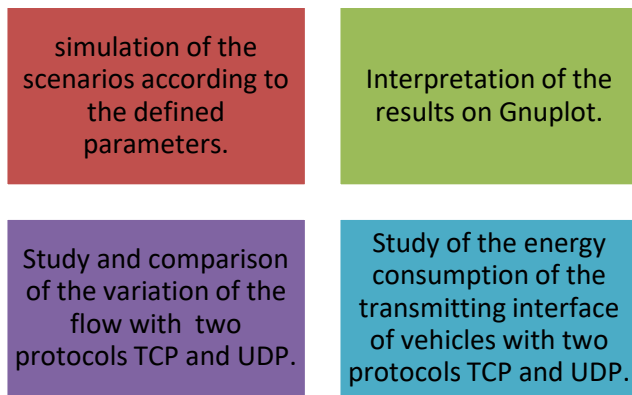 simulation of the
scenarios according to
the defined
parameters.
Interpretation of the
results on Gnuplot.
Study and comparison
of the variation of the
flow with two
protocols TCP and UDP.
Study of the energy
consumption of the
transmitting interface
of vehicles with two
protocols TCP and UDP.